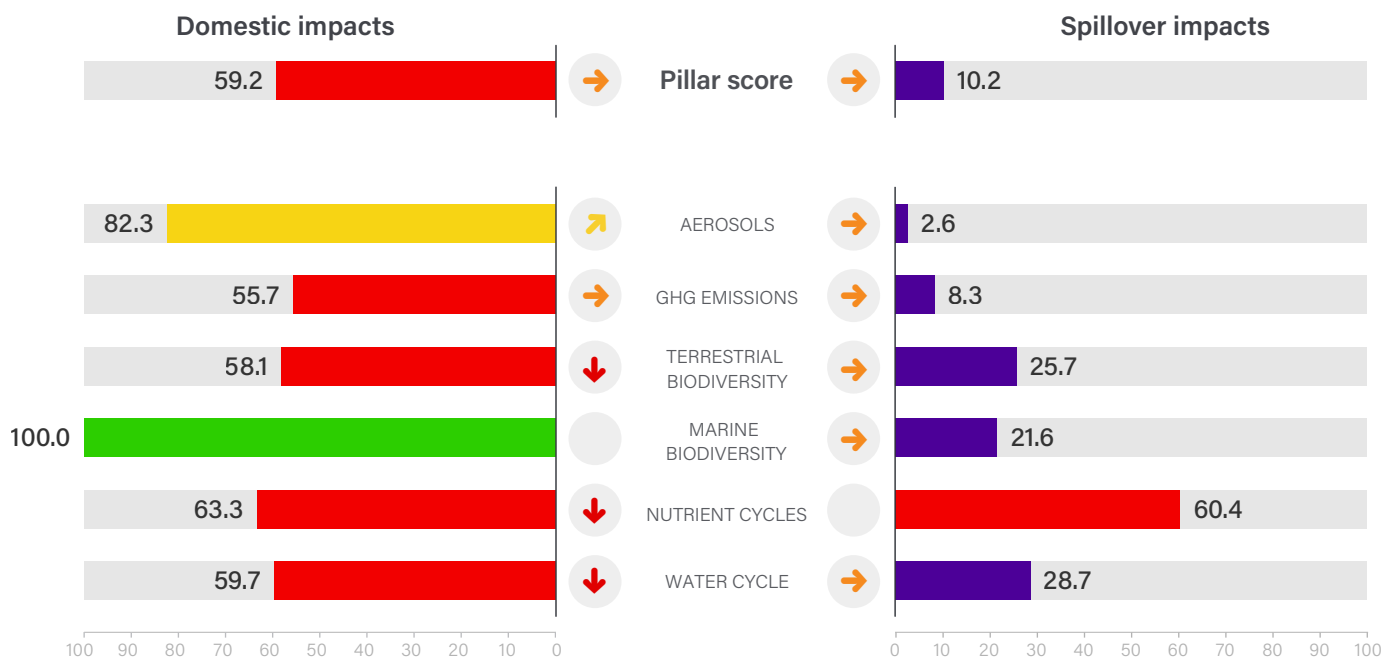 Domestic impacts
Spillover impacts
59.2
Pillar score
10.2
82.3
AEROSOLS
2.6
55.7
GHG EMISSIONS
8.3
58.1
TERRESTRIAL
BIODIVERSITY
25.7
100.0
MARINE
BIODIVERSITY
21.6
63.3
NUTRIENT CYCLES
60.4
59.7
WATER CYCLE
28.7
100 90 80 70 60 50 40 30 20 10 0
0 10 20 30 40 50 60 70 80 90 100